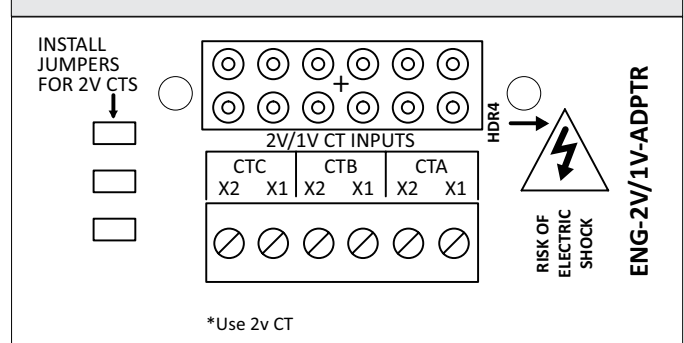 INSTALL
JUMPERS
FOR 2V CTS
HDR4
2V/1V CT INPUTS
CTC CTB CTA
X2 X1 X2 X1 X2 X1
RISK OF
ELECTRIC
SHOCK
ENG-2V/1V-ADPTR
*Use 2v CT